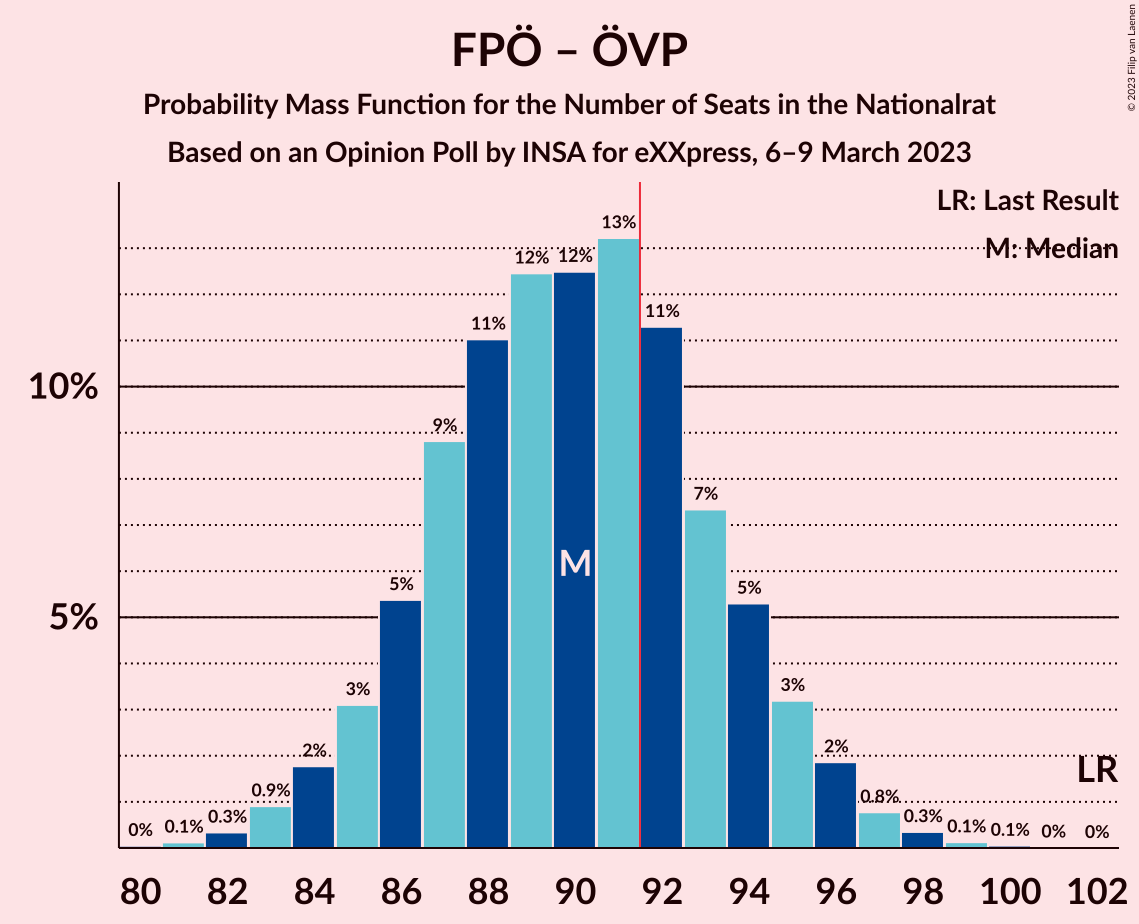 FPÖ – ÖVP
Probability Mass Function for the Number of Seats in the Nationalrat
Based on an Opinion Poll by INSA for eXXpress, 6–9 March 2023
© 2023 Filip van Laenen
LR: Last Result
M: Median
10%
5%
0%
0.1%
0.3%
0.9%
2%
3%
5%
9%
11%
12%
12%
13%
11%
7%
5%
3%
2%
0.8%
0.3%
0.1%
0.1%
0%
0%
M
LR
80 82 84 86 88 90 92 94 96 98 100 102